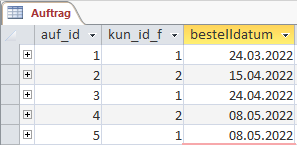 Auftrag
auf_id kun_id_f bestelldatum
1 1 24.03.2022
2 2 15.04.2022
3 1 24.04.2022
4 2 08.05.2022
5 1 08.05.2022